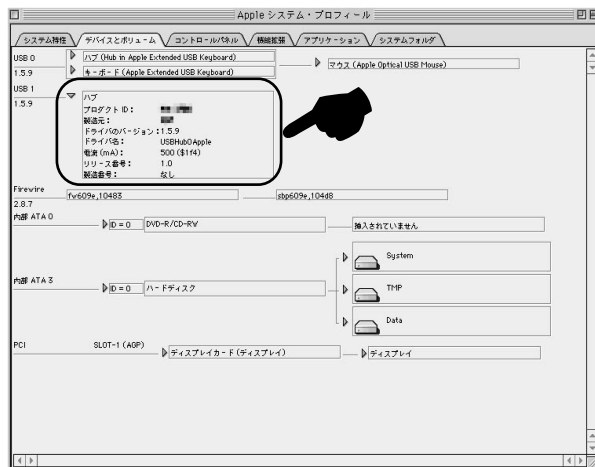 Apple システム・プロフィール
システム特性 デバイスとボリューム コントロールパネル 機能拡張 アプリケーション システムフォルダ
USB 0
1.5.9
ハブ (Hub in Apple Extended USB Keyboard)
キーボード (Apple Extended USB Keyboard)
マウス (Apple Optical USB Mouse)
USB 1
1.5.9
ハブ
プロダクト ID：
製造元：
ドライバのバージョン：1.5.9
ドライバ名： USBHub0Apple
電流 (mA)： 500 ($1f4)
リリース番号： 1.0
製造番号： なし
Firewire
2.8.7
fw609e,10483
sbp609e,104d8
内部 ATA 0
ID = 0 DVD-R/CD-RW
挿入されていません
内部 ATA 3
ID = 0 ハードディスク
System
TMP
Data
PCI SLOT-1 (AGP)
ディスプレイカード (ディスプレイ)
ディスプレイ